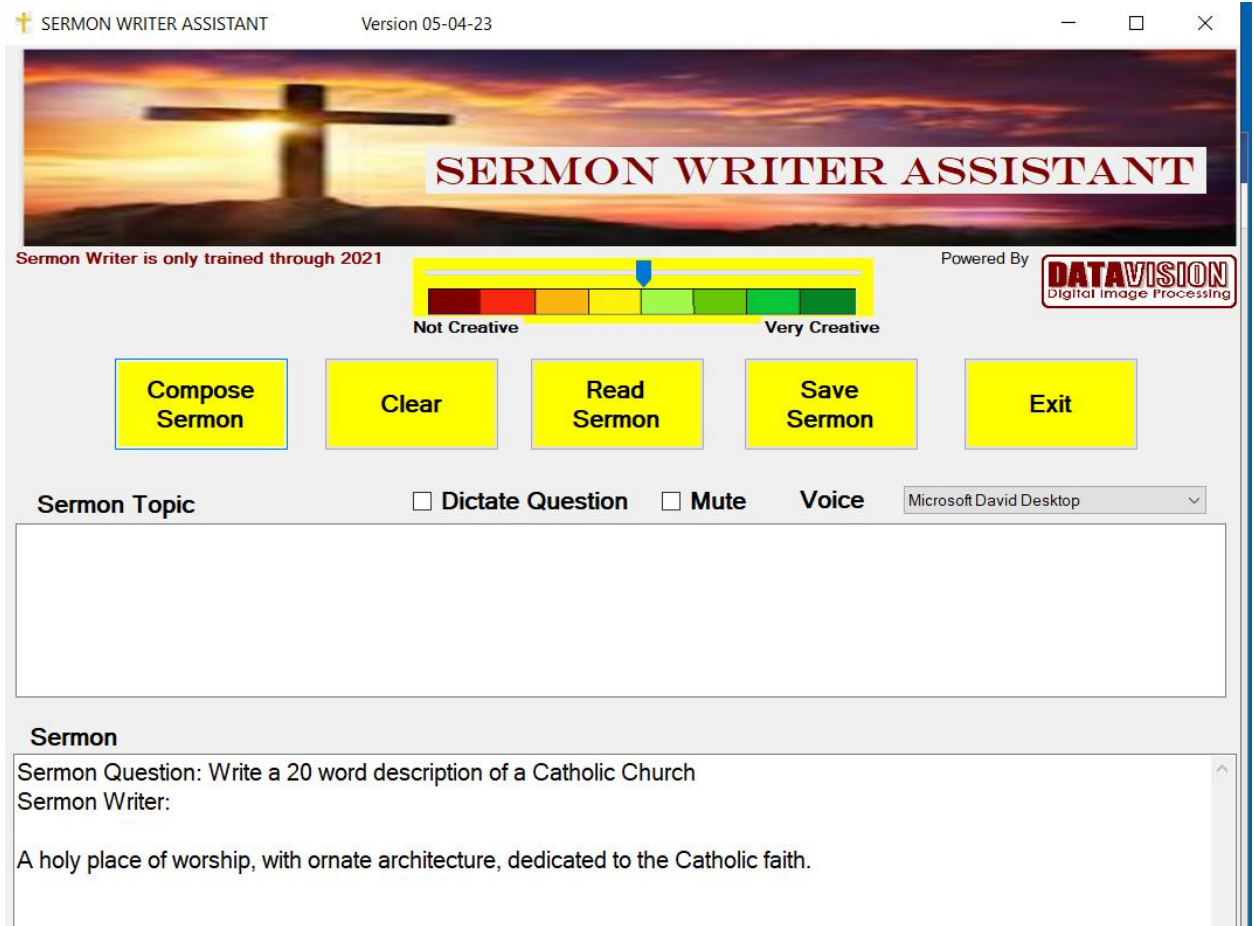 SERMON WRITER ASSISTANT Version 05-04-23
SERMON WRITER ASSISTANT
Sermon Writer is only trained through 2021
Powered By
DATAVISION
Digital Image Processing
Not Creative Very Creative
Compose
Sermon
Clear
Read
Sermon
Save
Sermon
Exit
Sermon Topic
Dictate Question
Mute
Voice
Microsoft David Desktop
Sermon
Sermon Question: Write a 20 word description of a Catholic Church
Sermon Writer:
A holy place of worship, with ornate architecture, dedicated to the Catholic faith.